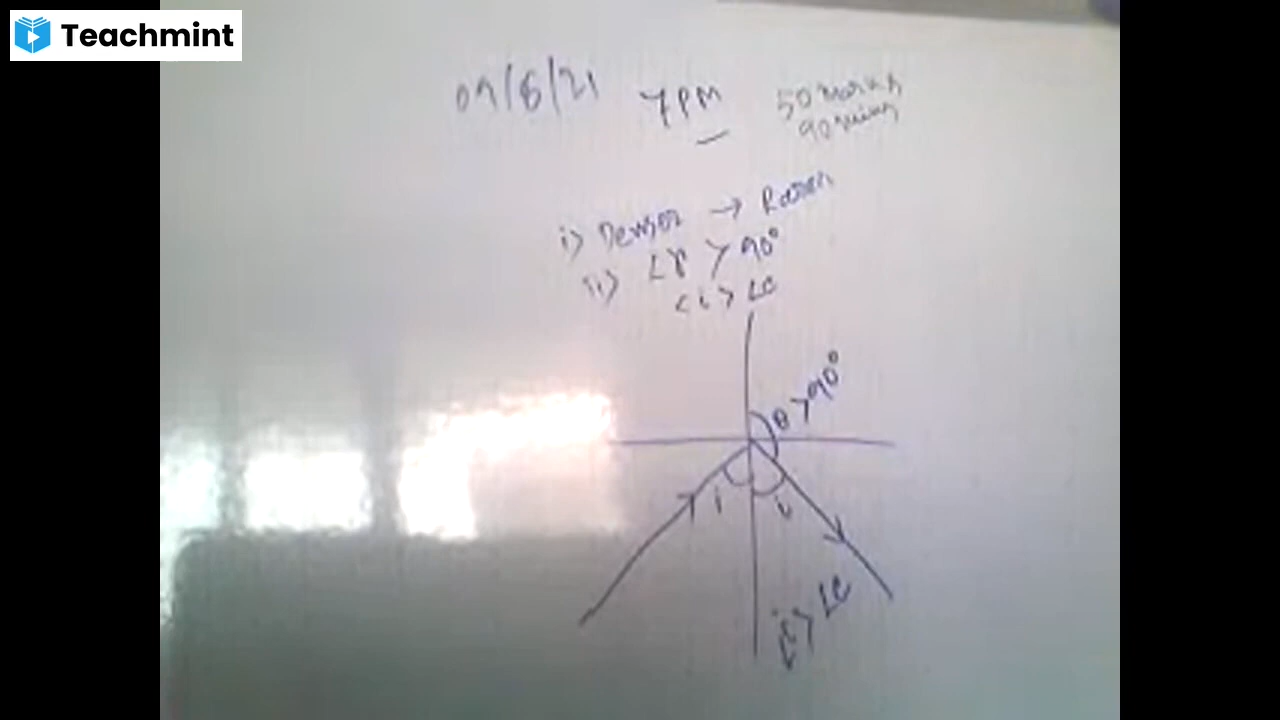 Teachmint
09/8/21 7PM 50 marks
90 mins
i> Denser → Rarer
ii> ∠r > 90°
∠i > ∠C
θ > 90°
i i
∠i > ∠C